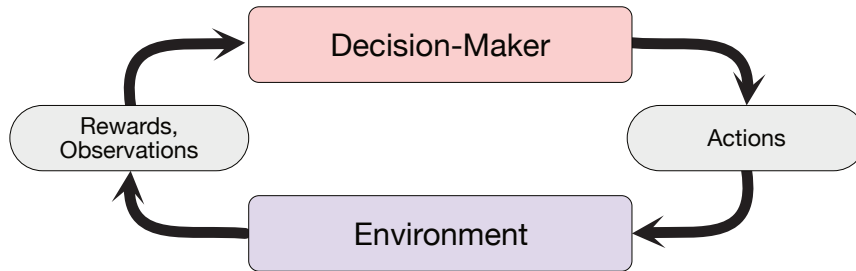 Decision-Maker
Rewards,
Observations
Actions
Environment